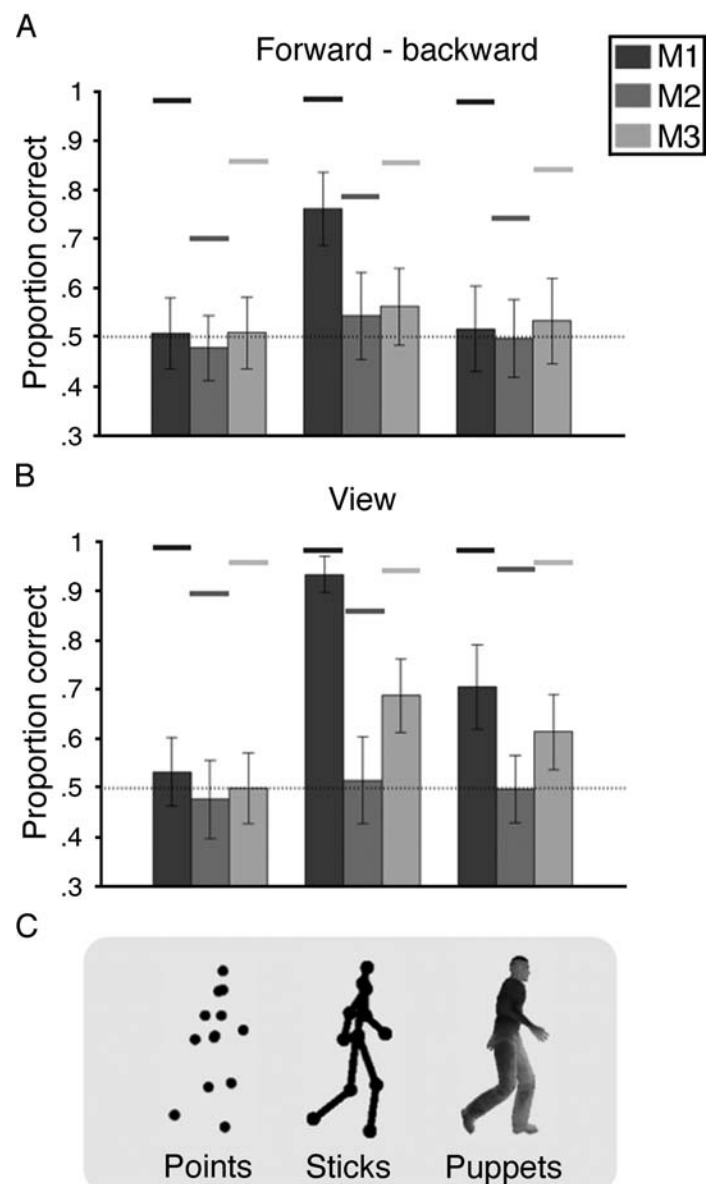 A
Forward - backward
M1
M2
M3
Proportion correct
1
.9
.8
.7
.6
.5
.4
.3
B
View
Proportion correct
1
.9
.8
.7
.6
.5
.4
.3
C
Points Sticks Puppets